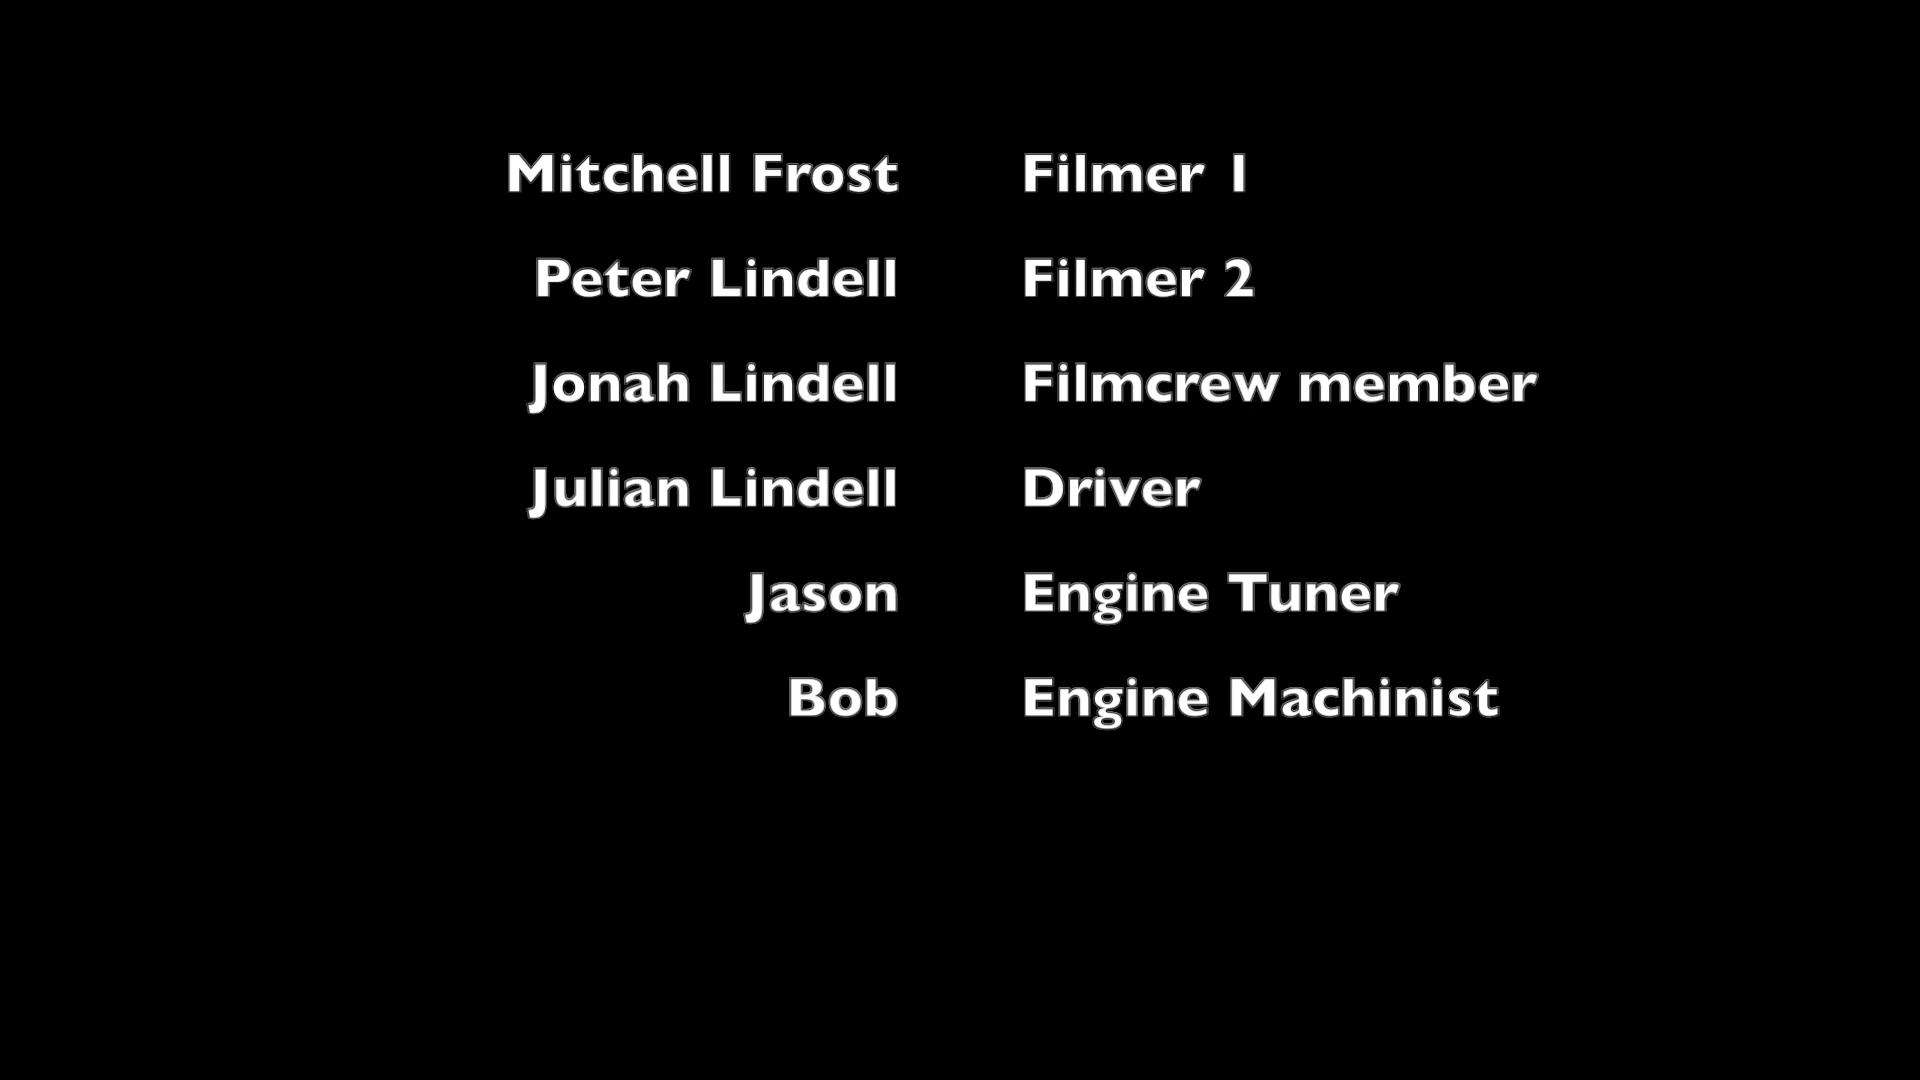 Mitchell Frost Filmer 1
Peter Lindell Filmer 2
Jonah Lindell Filmcrew member
Julian Lindell Driver
Jason Engine Tuner
Bob Engine Machinist